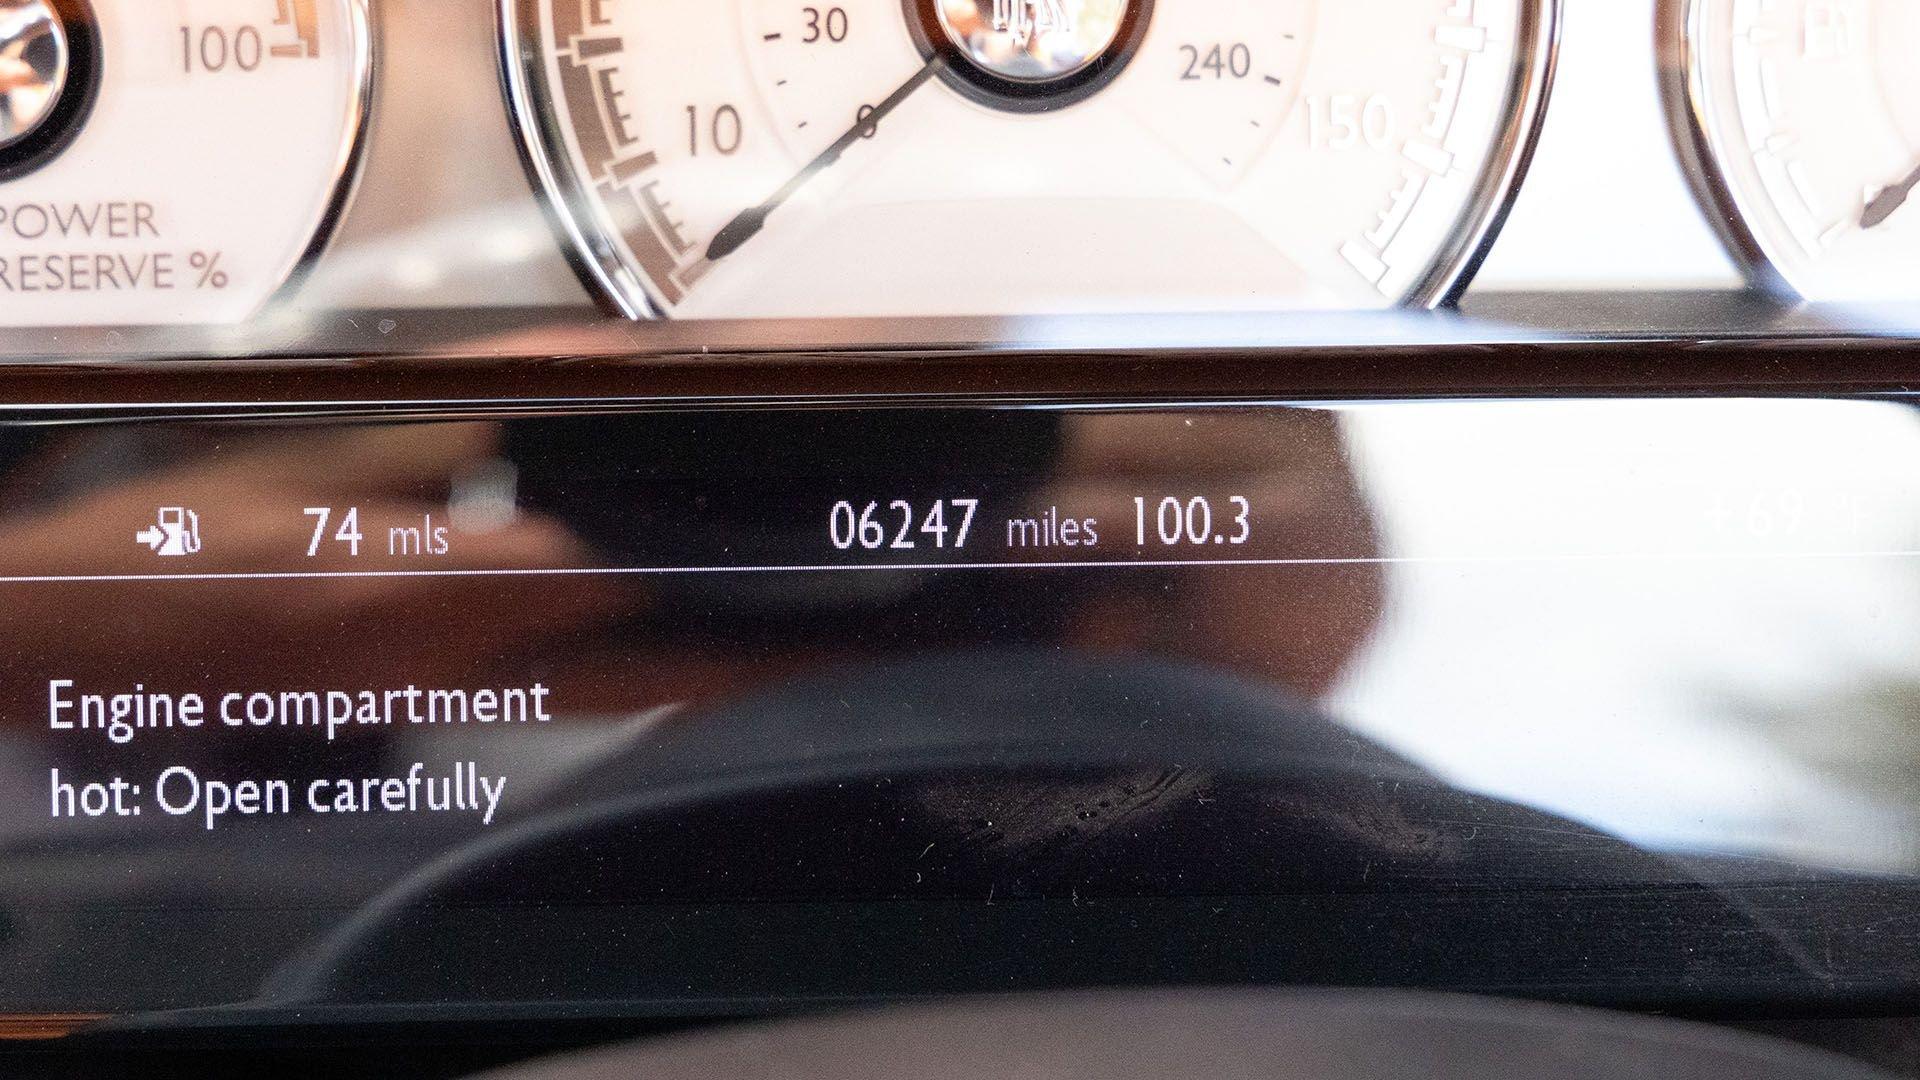 100
30
240
10
0
150
POWER
RESERVE %
74 mls
06247 miles 100.3
+69 °F
Engine compartment
hot: Open carefully